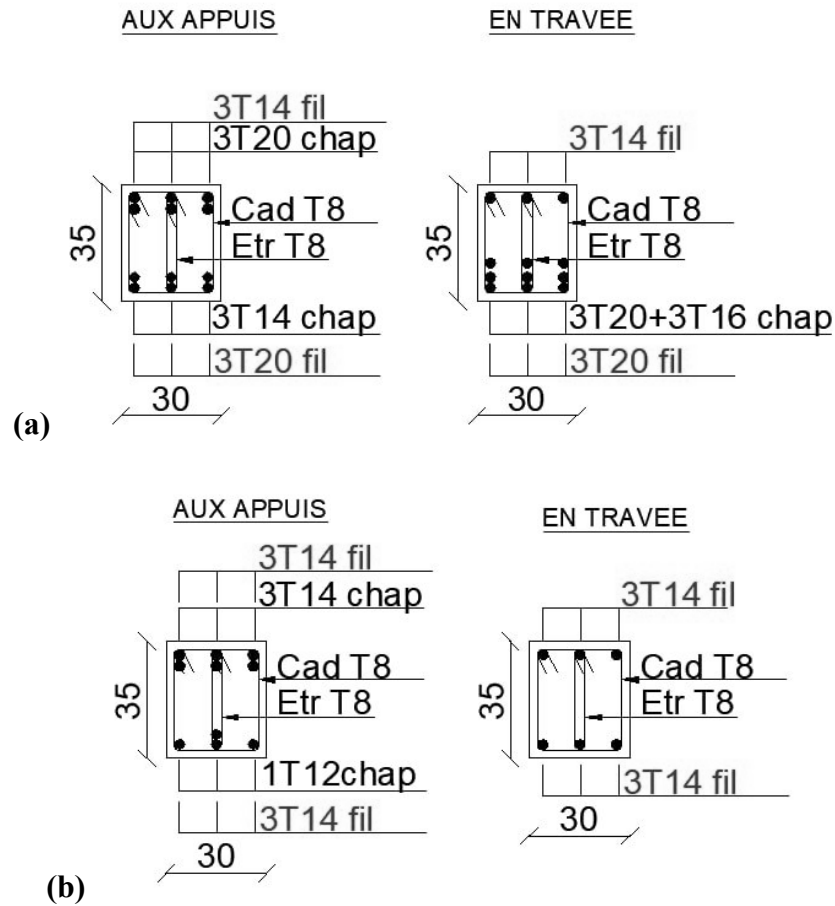 AUX APPUIS
EN TRAVEE
3T14 fil
3T20 chap
3T14 fil
Cad T8
Etr T8
35
Cad T8
Etr T8
35
3T14 chap
3T20+3T16 chap
3T20 fil
3T20 fil
30
30
(a)
AUX APPUIS
EN TRAVEE
3T14 fil
3T14 chap
3T14 fil
Cad T8
Etr T8
35
Cad T8
Etr T8
35
1T12chap
3T14 fil
3T14 fil
30
30
(b)